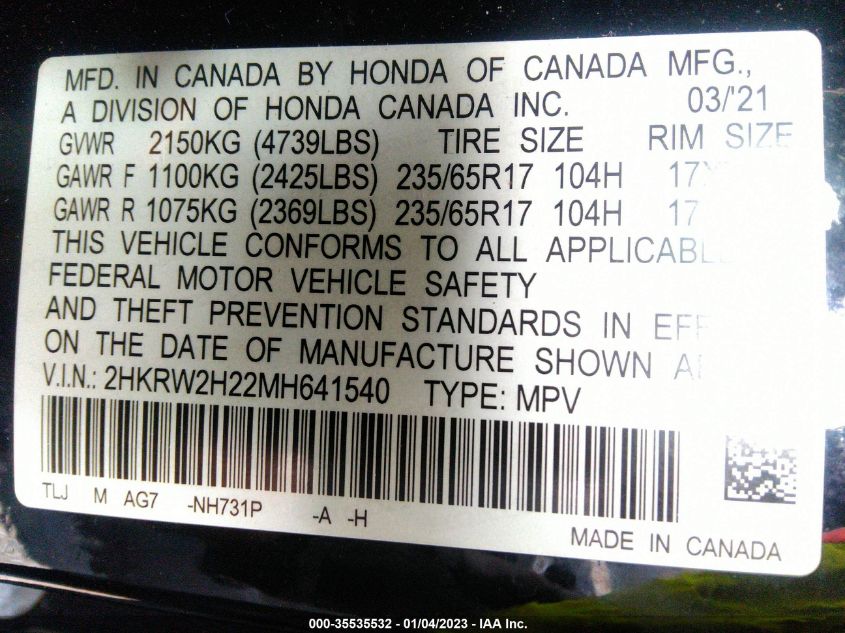 MFD. IN CANADA BY HONDA OF CANADA MFG.,
A DIVISION OF HONDA CANADA INC. 03/'21
GVWR 2150KG (4739LBS) TIRE SIZE RIM SIZE
GAWR F 1100KG (2425LBS) 235/65R17 104H
GAWR R 1075KG (2369LBS) 235/65R17 104H 17
THIS VEHICLE CONFORMS TO ALL
FEDERAL MOTOR VEHICLE SAFETY
AND THEFT PREVENTION STANDARDS IN
ON THE DATE OF MANUFACTURE SHOWN
V.I.N.: 2HKRW2H22MH641540 TYPE: MPV
TLJ M AG7 -NH731P -A -H
MADE IN CANADA
000-35535532 - 01/04/2023 - IAA Inc.